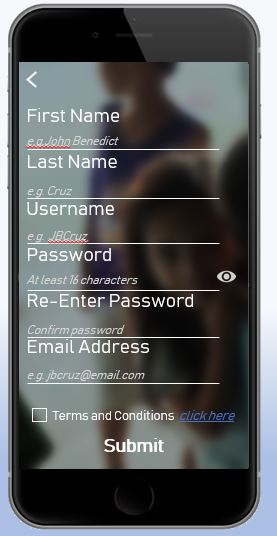 First Name
e.g.John Benedict
Last Name
e.g. Cruz
Username
e.g. JBCruz
Password
At least 16 characters
Re-Enter Password
Confirm password
Email Address
e.g. jbcruz@email.com
Terms and Conditions click here
Submit